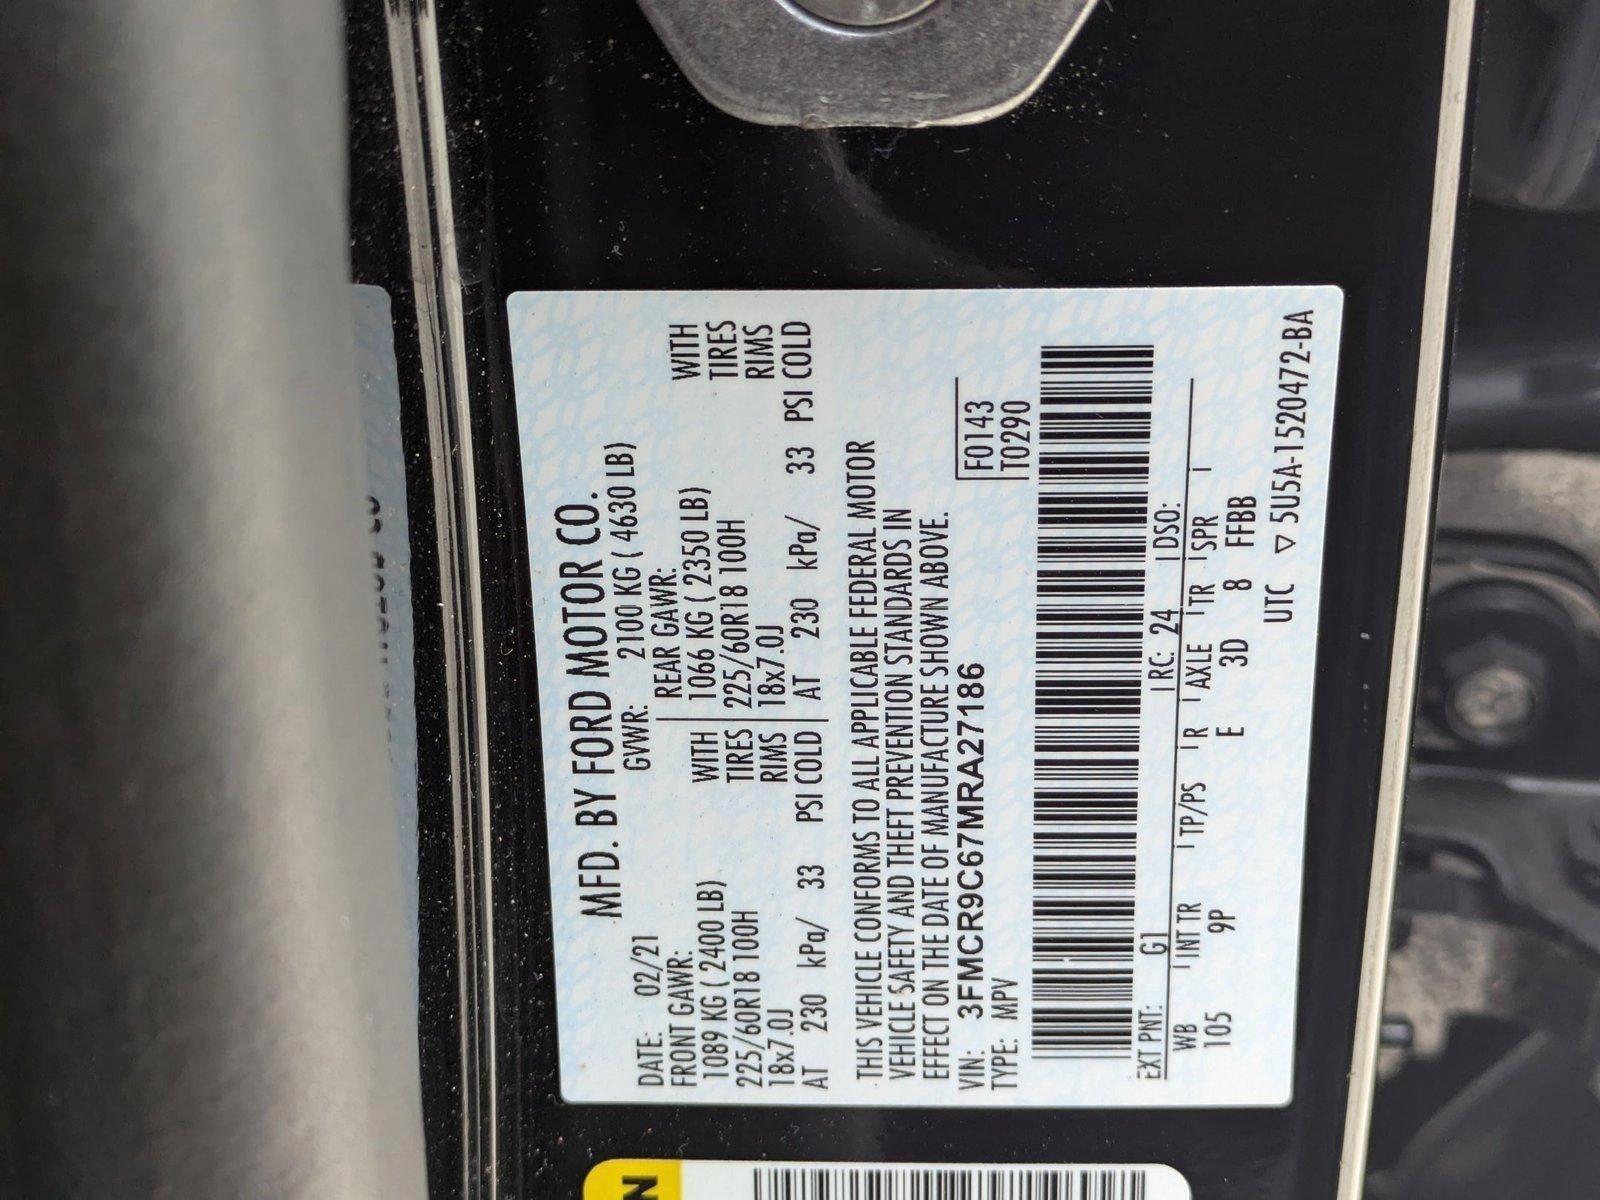 MFD. BY FORD MOTOR CO.
DATE: 02/21 GVWR: 2100 KG ( 4630 LB)
FRONT GAWR: REAR GAWR:
1089 KG ( 2400 LB) WITH 1066 KG ( 2350 LB) WITH
225/60R18 100H TIRES 225/60R18 100H TIRES
18x7.0J RIMS 18x7.0J RIMS
AT 230 kPa/ 33 PSI COLD AT 230 kPa/ 33 PSI COLD
THIS VEHICLE CONFORMS TO ALL APPLICABLE FEDERAL MOTOR
VEHICLE SAFETY AND THEFT PREVENTION STANDARDS IN
EFFECT ON THE DATE OF MANUFACTURE SHOWN ABOVE.
VIN: 3FMCR9C67MRA27186 F0143
TYPE: MPV T0290
EXT PNT: G1 RC: 24 DSO:
WB INT TR TP/PS R AXLE TR SPR
105 9P E 3D 8 FFBB
UTC ▽ 5U5A-1520472-BA
N